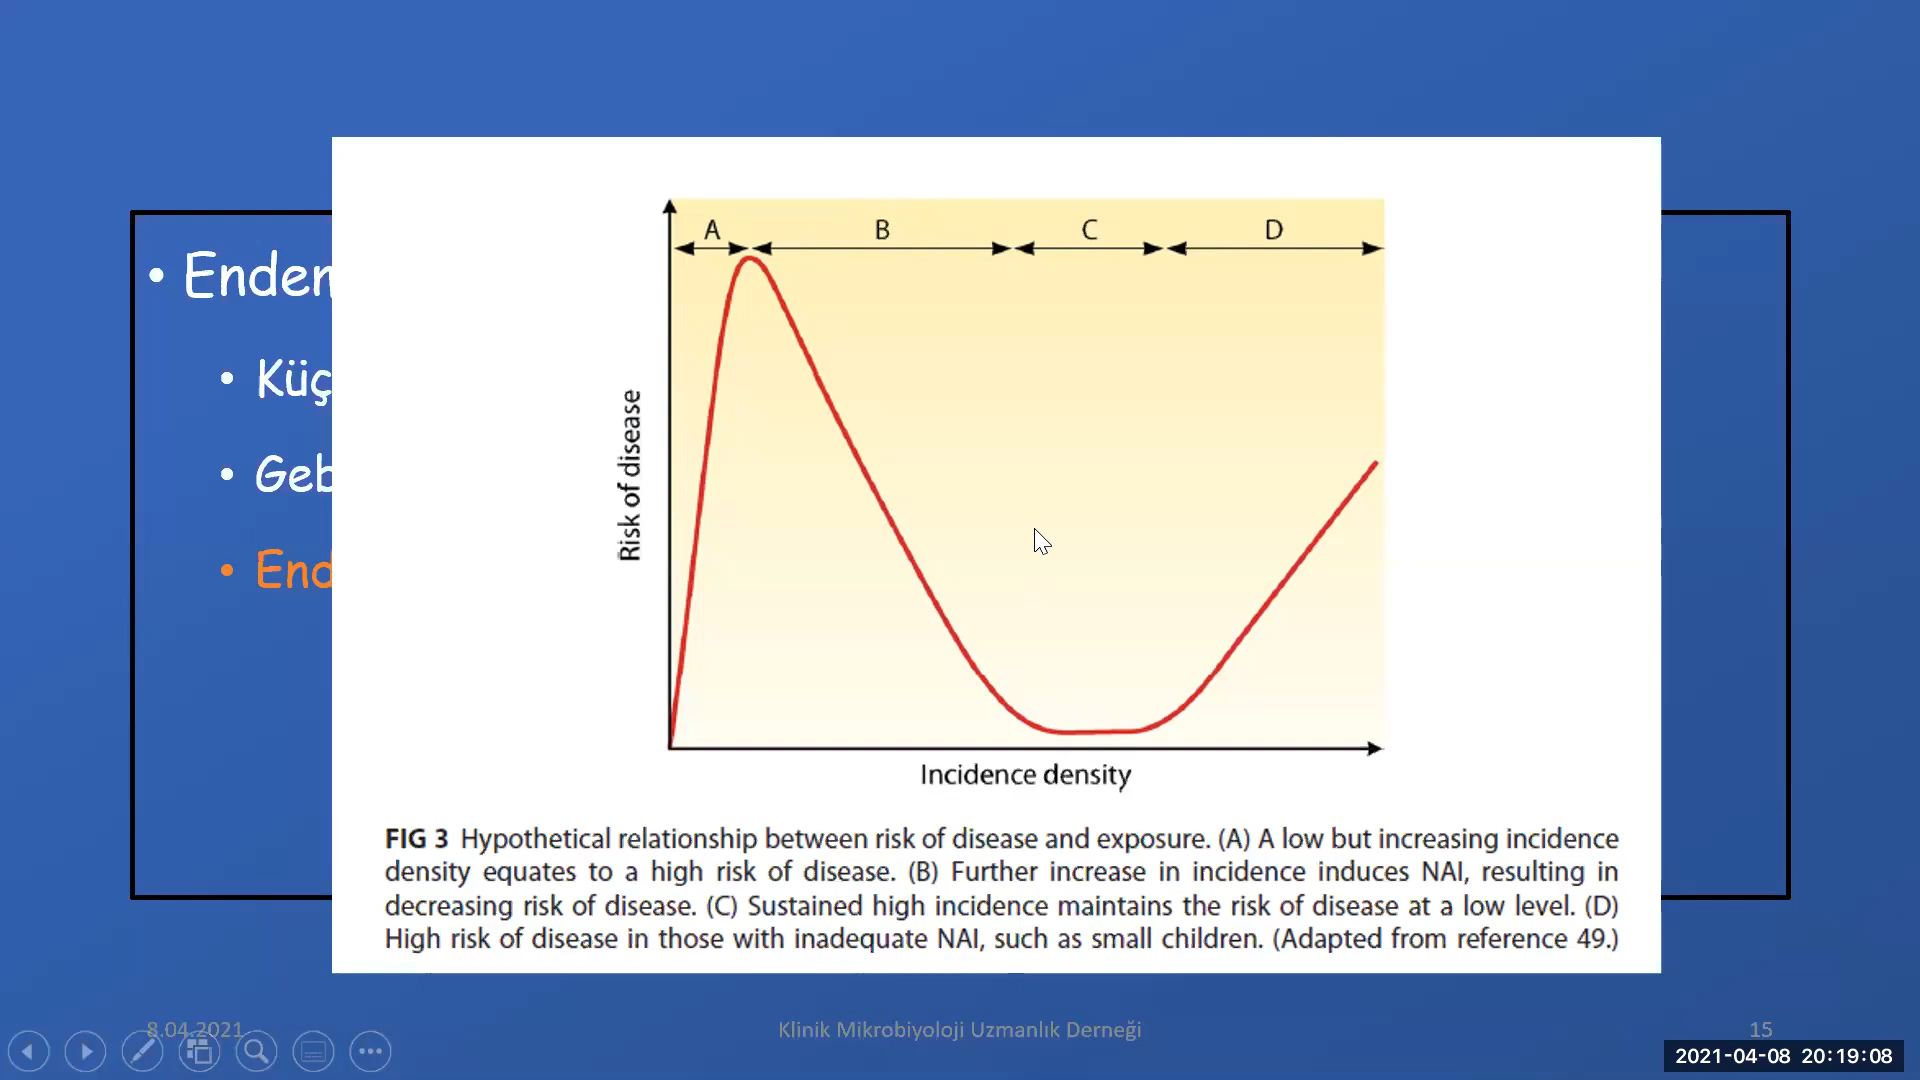 A B C D
• Enden
• Küç
• Geb
• End
Risk of disease
Incidence density
FIG 3 Hypothetical relationship between risk of disease and exposure. (A) A low but increasing incidence
density equates to a high risk of disease. (B) Further increase in incidence induces NAI, resulting in
decreasing risk of disease. (C) Sustained high incidence maintains the risk of disease at a low level. (D)
High risk of disease in those with inadequate NAI, such as small children. (Adapted from reference 49.)
8.04.2021
Klinik Mikrobiyoloji Uzmanlık Derneği
15
2021-04-08 20:19:08